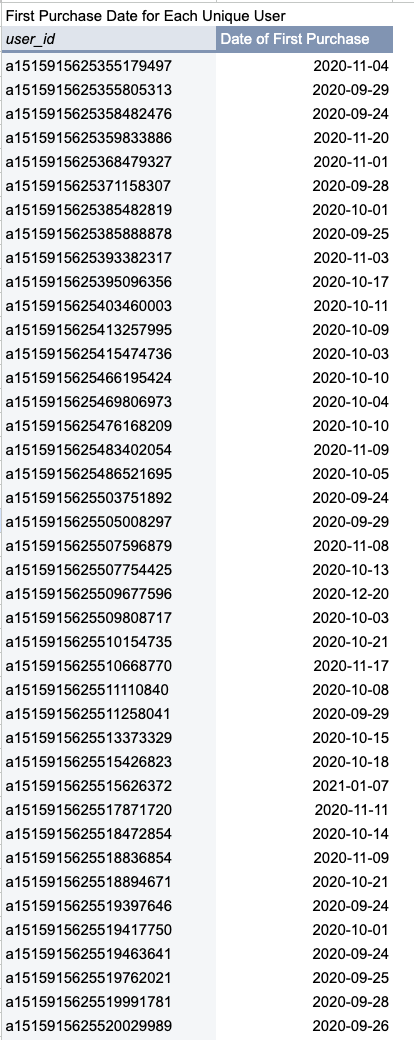 First Purchase Date for Each Unique User
user_id Date of First Purchase
a1515915625355179497 2020-11-04
a1515915625355805313 2020-09-29
a1515915625358482476 2020-09-24
a1515915625359833886 2020-11-20
a1515915625368479327 2020-11-01
a1515915625371158307 2020-09-28
a1515915625385482819 2020-10-01
a1515915625385888878 2020-09-25
a1515915625393382317 2020-11-03
a1515915625395096356 2020-10-17
a1515915625403460003 2020-10-11
a1515915625413257995 2020-10-09
a1515915625415474736 2020-10-03
a1515915625466195424 2020-10-10
a1515915625469806973 2020-10-04
a1515915625476168209 2020-10-10
a1515915625483402054 2020-11-09
a1515915625486521695 2020-10-05
a1515915625503751892 2020-09-24
a1515915625505008297 2020-09-29
a1515915625507596879 2020-11-08
a1515915625507754425 2020-10-13
a1515915625509677596 2020-12-20
a1515915625509808717 2020-10-03
a1515915625510154735 2020-10-21
a1515915625510668770 2020-11-17
a1515915625511110840 2020-10-08
a1515915625511258041 2020-09-29
a1515915625513373329 2020-10-15
a1515915625515426823 2020-10-18
a1515915625515626372 2021-01-07
a1515915625517871720 2020-11-11
a1515915625518472854 2020-10-14
a1515915625518836854 2020-11-09
a1515915625518894671 2020-10-21
a1515915625519397646 2020-09-24
a1515915625519417750 2020-10-01
a1515915625519463641 2020-09-24
a1515915625519762021 2020-09-25
a1515915625519991781 2020-09-28
a1515915625520029989 2020-09-26